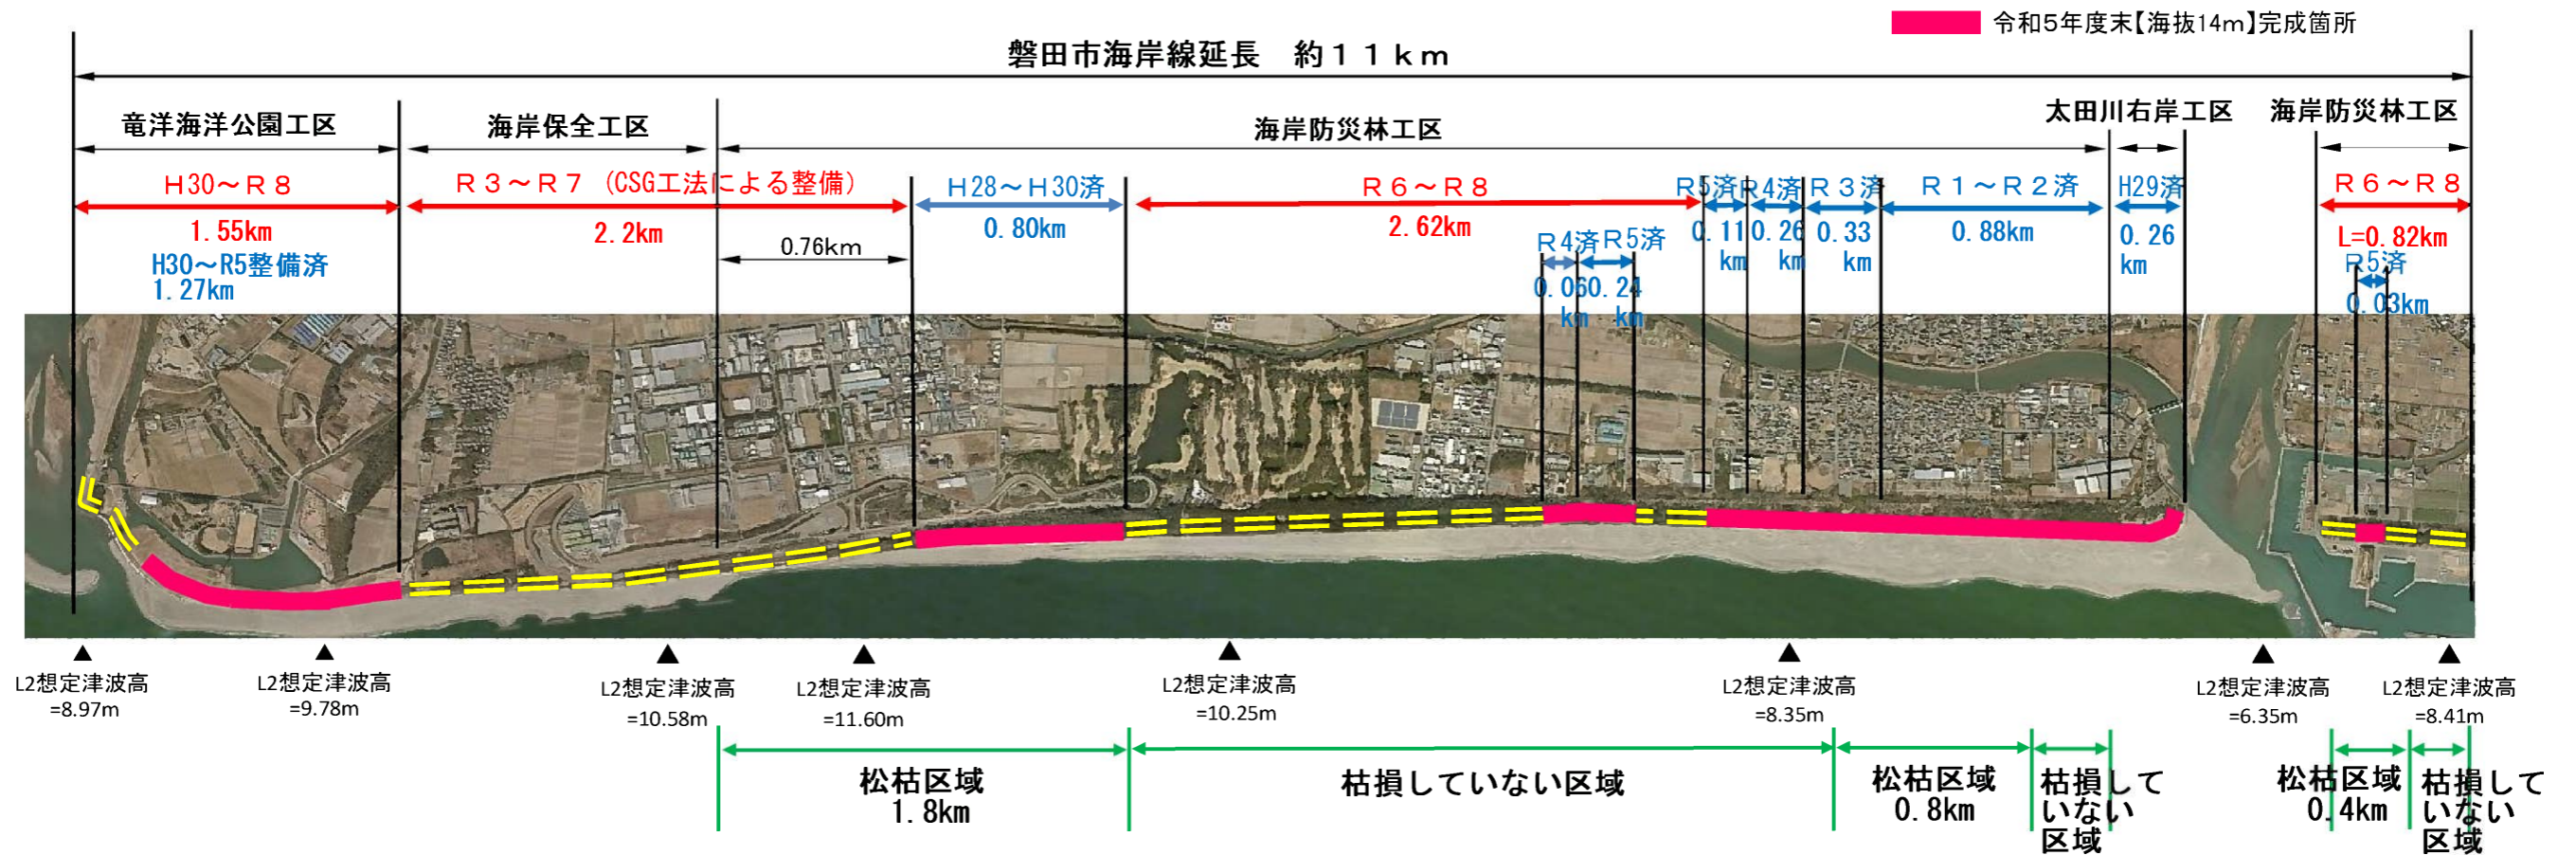 令和５年度末【海抜14ｍ】完成箇所
磐田市海岸線延長　約１１ｋｍ
竜洋海洋公園工区
海岸保全工区
海岸防災林工区
太田川右岸工区
海岸防災林工区
Ｈ30～Ｒ８
1.55km
H30～R5整備済
1.27km
Ｒ３～Ｒ７（CSG工法による整備）
2.2km
0.76km
Ｈ28～Ｈ30済
0.80km
Ｒ６～Ｒ８
2.62km
Ｒ４済
0.06
km
Ｒ５済
0.24
km
Ｒ５済
0.11
km
Ｒ４済
0.26
km
Ｒ３済
0.33
km
Ｒ１～Ｒ２済
0.88km
H29済
0.26
km
Ｒ６～Ｒ８
L=0.82km
Ｒ5済
0.03km
L2想定津波高
=8.97m
L2想定津波高
=9.78m
L2想定津波高
=10.58m
L2想定津波高
=11.60m
L2想定津波高
=10.25m
L2想定津波高
=8.35m
L2想定津波高
=6.35m
L2想定津波高
=8.41m
松枯区域
1.8km
枯損していない区域
松枯区域
0.8km
枯損して
いない
区域
松枯区域
0.4km
枯損して
いない
区域